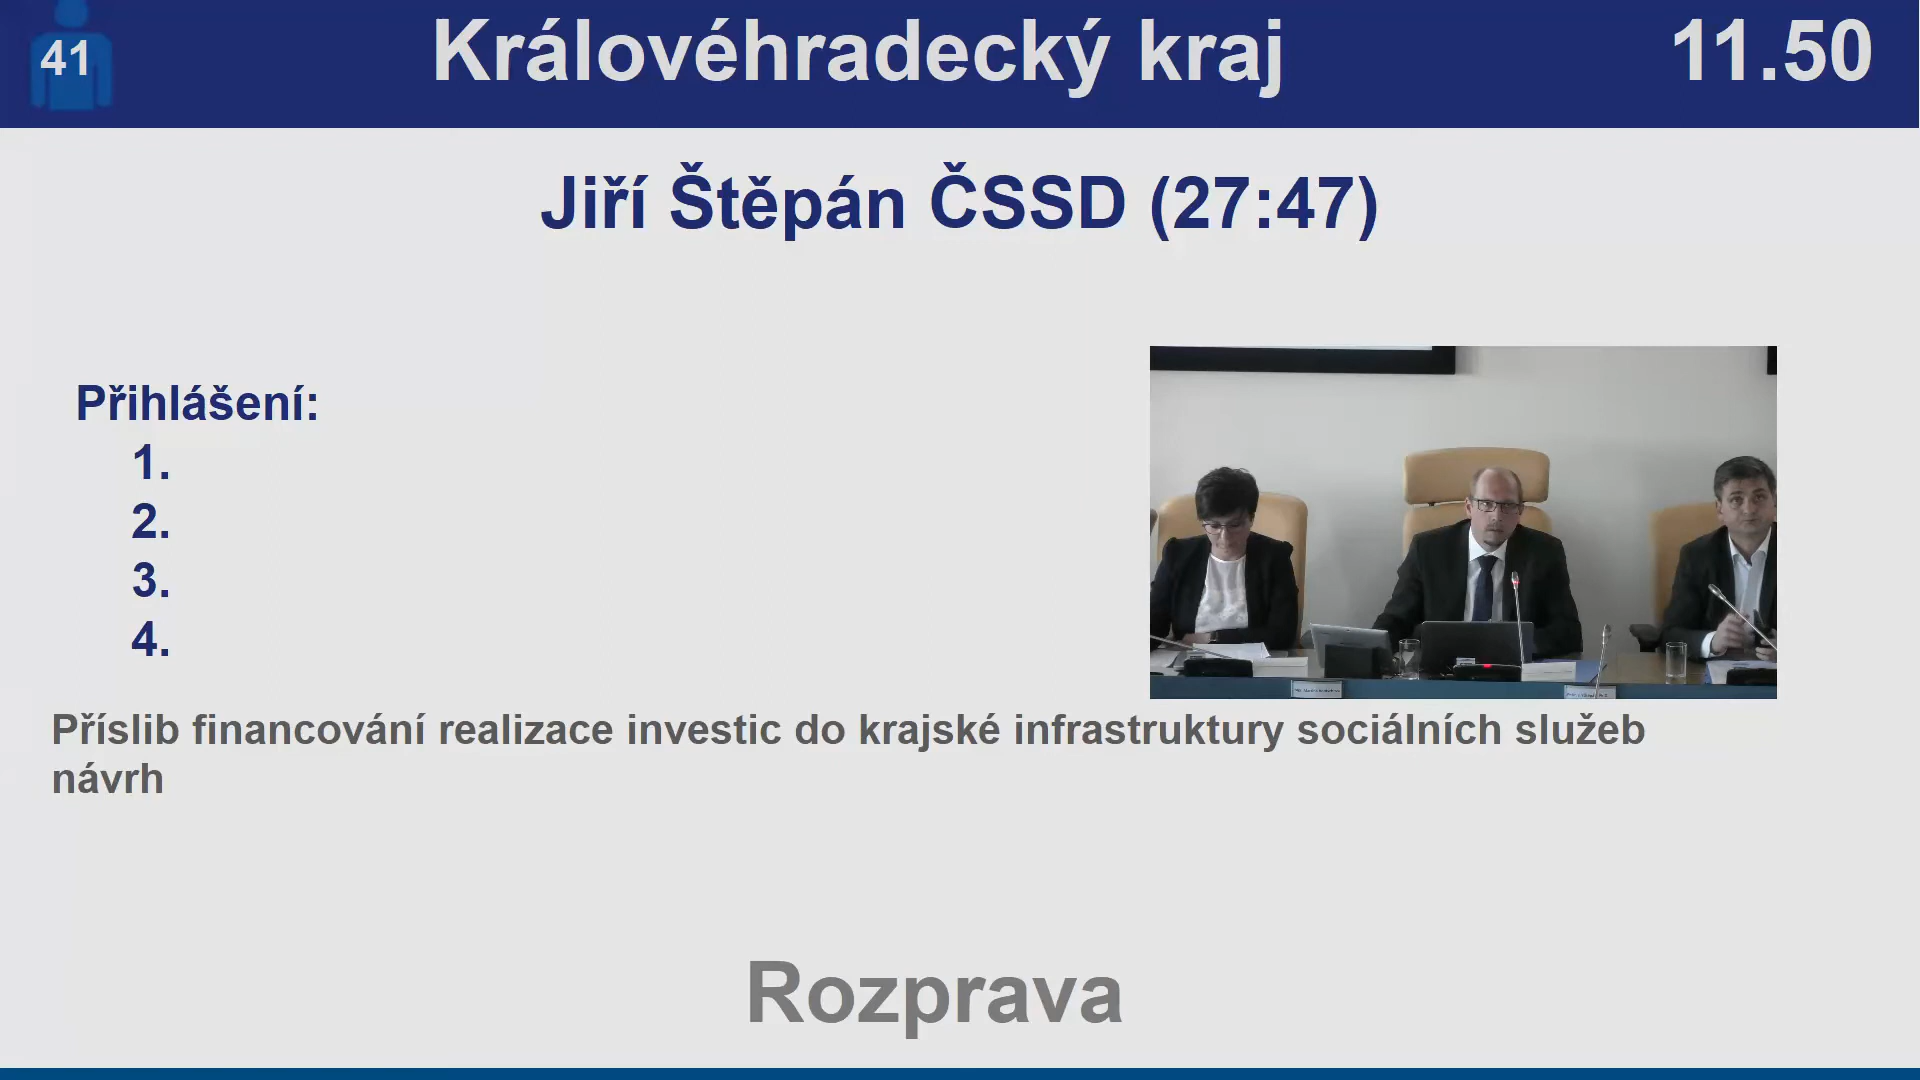 41
Královéhradecký kraj
11.50
Jiří Štěpán ČSSD (27:47)
Přihlášení:
1.
2.
3.
4.
Příslib financování realizace investic do krajské infrastruktury sociálních služeb
návrh
Rozprava